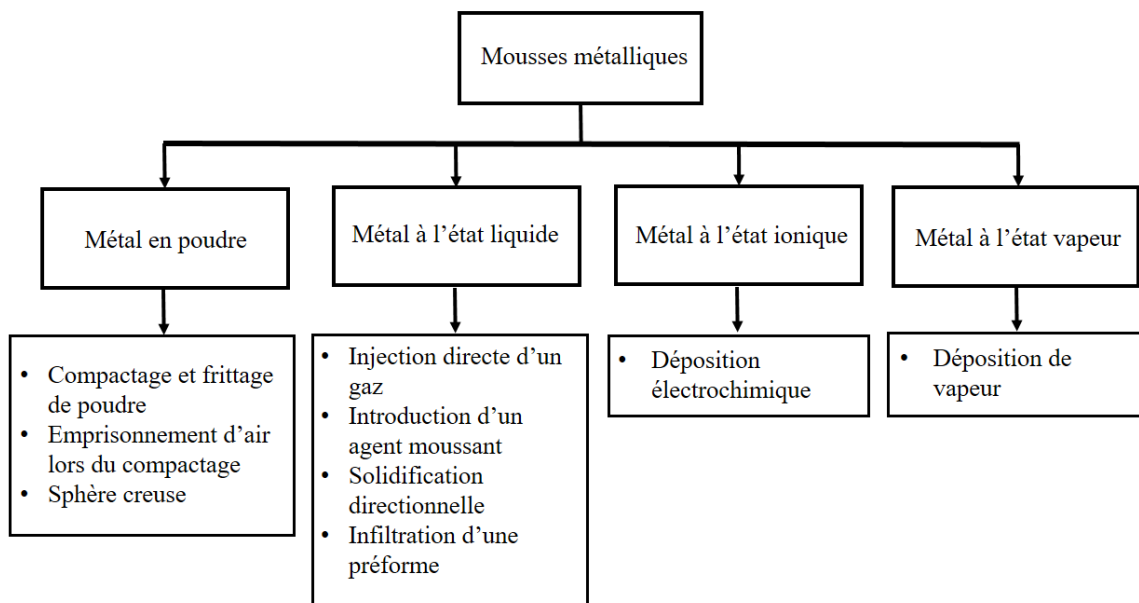 Mousses métalliques
Métal en poudre
Métal à l’état liquide
Métal à l’état ionique
Métal à l’état vapeur
• Compactage et frittage
de poudre
• Emprisonnement d’air
lors du compactage
• Sphère creuse
• Injection directe d’un
gaz
• Introduction d’un
agent moussant
• Solidification
directionnelle
• Infiltration d’une
préforme
• Déposition
électrochimique
• Déposition de
vapeur